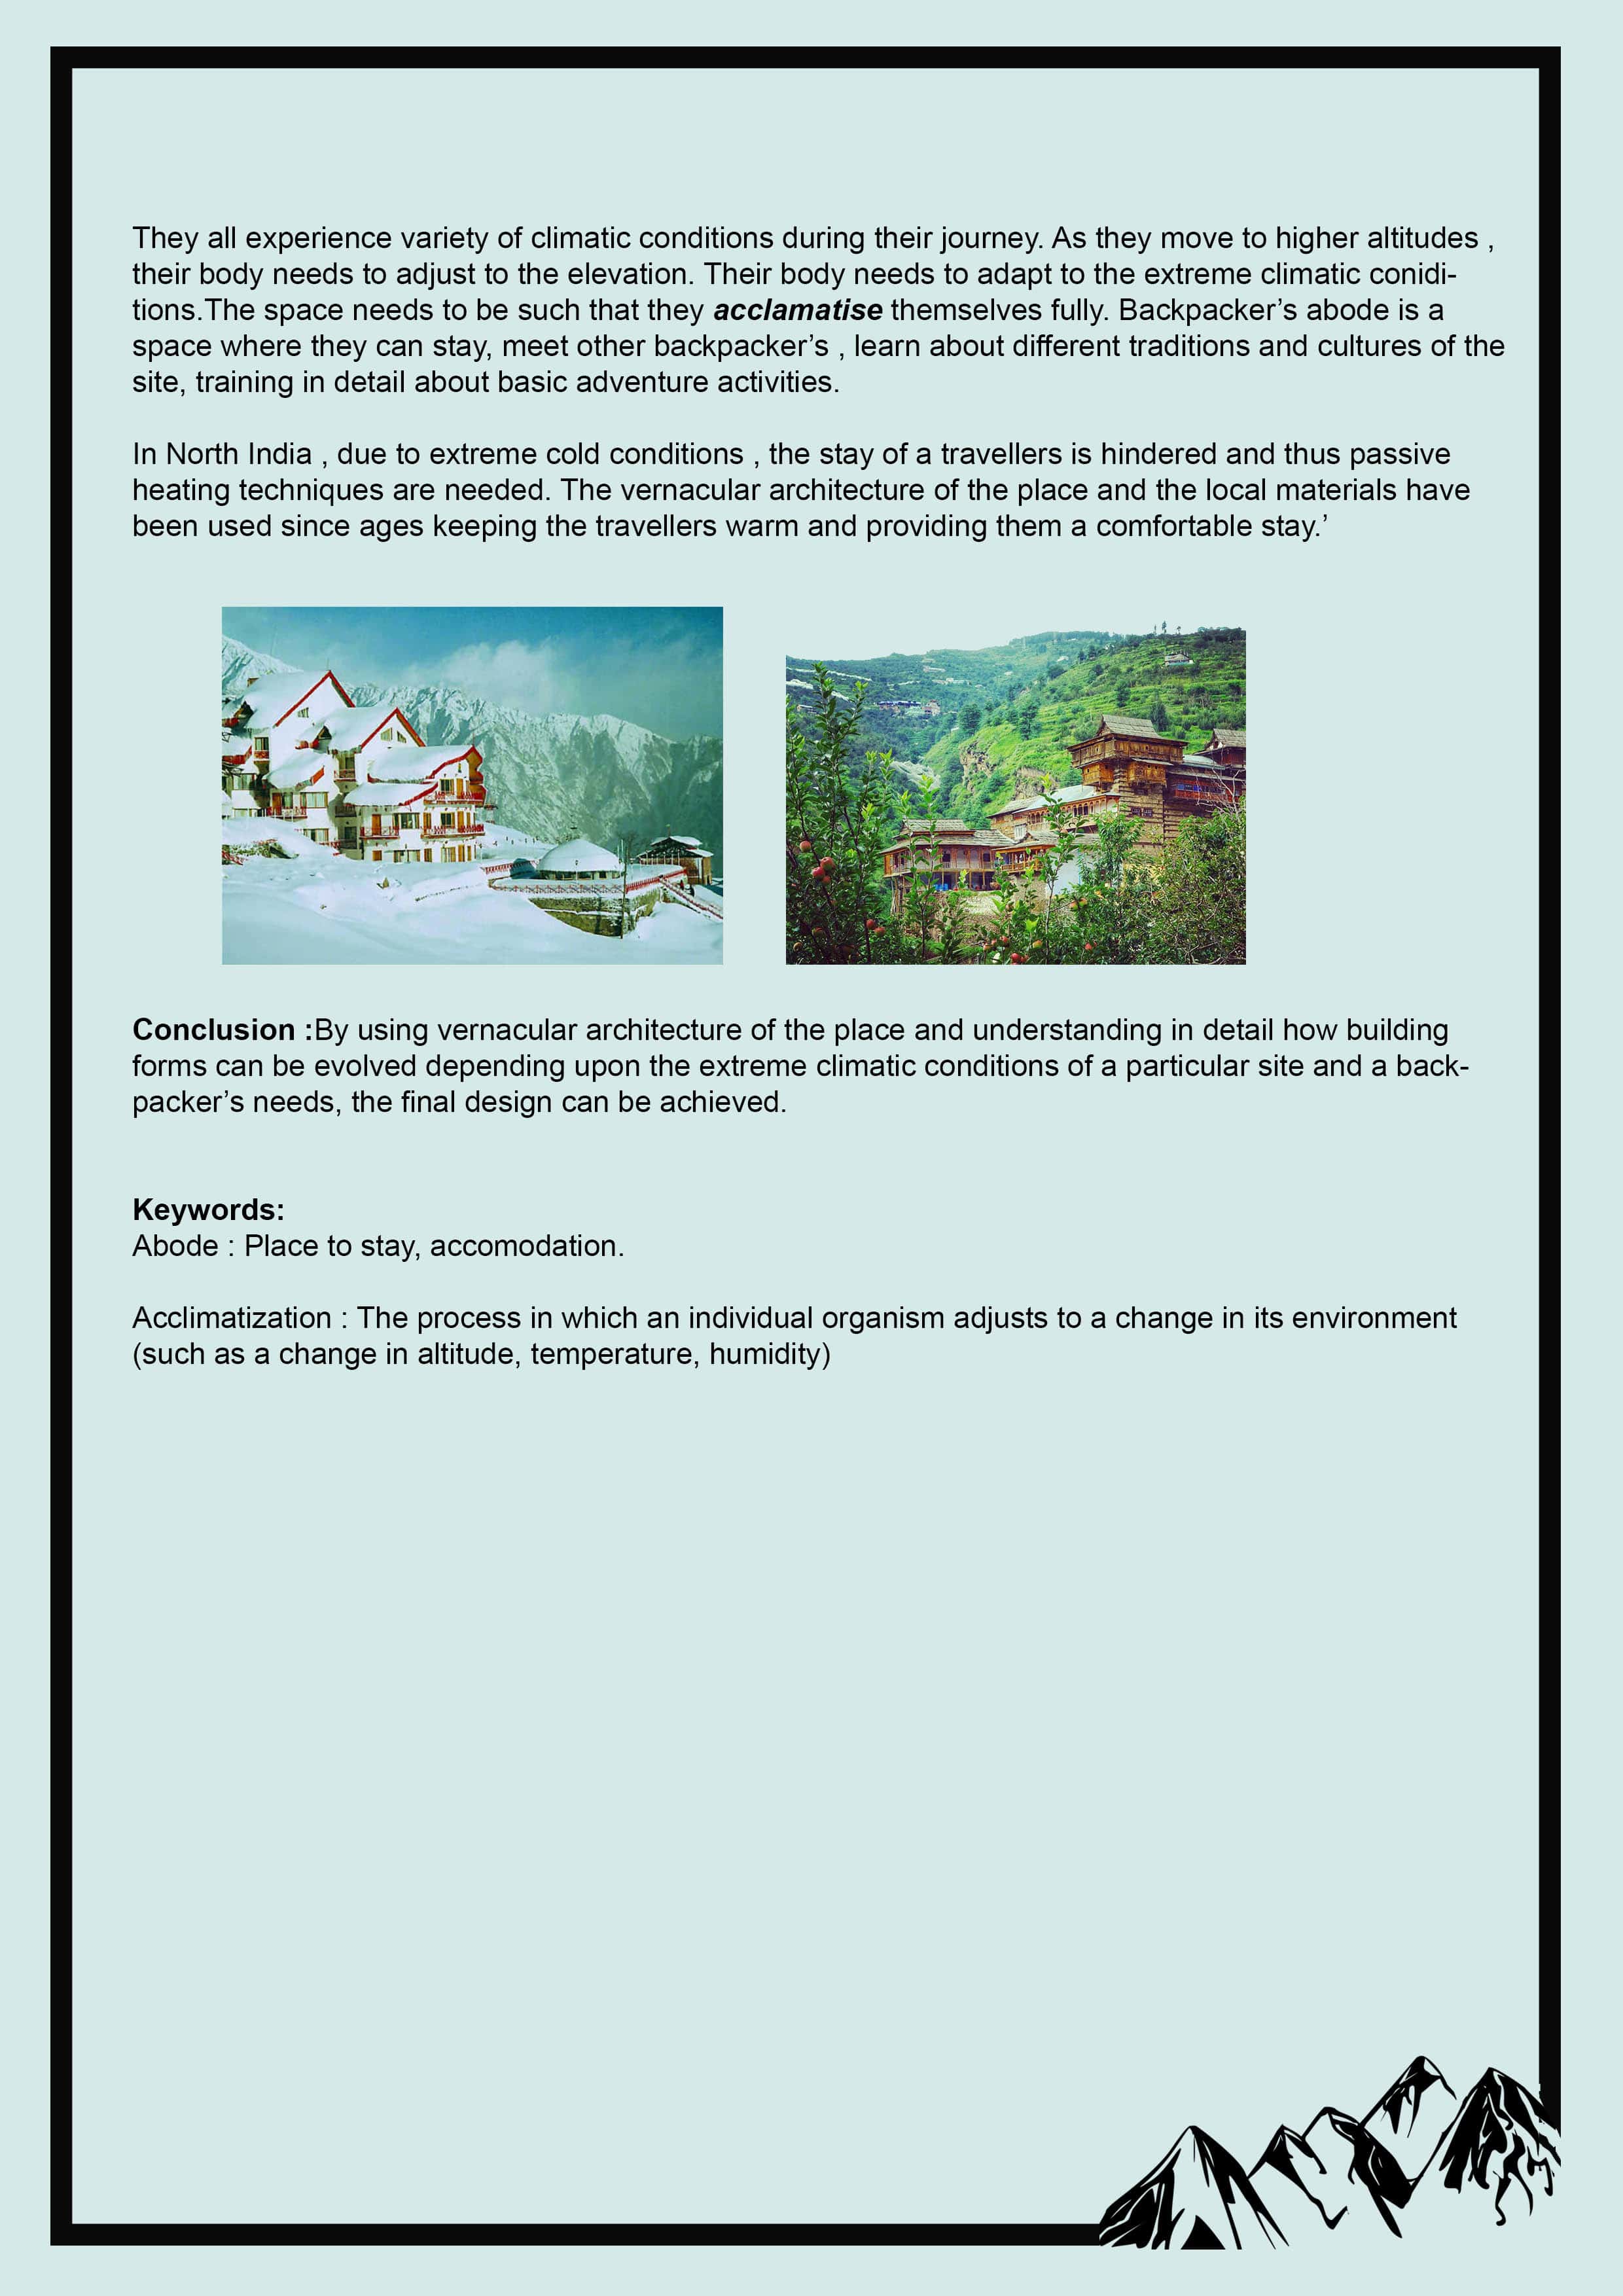 They all experience variety of climatic conditions during their journey. As they move to higher altitudes ,
their body needs to adjust to the elevation. Their body needs to adapt to the extreme climatic conidi-
tions.The space needs to be such that they acclamatise themselves fully. Backpacker’s abode is a
space where they can stay, meet other backpacker’s , learn about different traditions and cultures of the
site, training in detail about basic adventure activities.
In North India , due to extreme cold conditions , the stay of a travellers is hindered and thus passive
heating techniques are needed. The vernacular architecture of the place and the local materials have
been used since ages keeping the travellers warm and providing them a comfortable stay.’
Conclusion :By using vernacular architecture of the place and understanding in detail how building
forms can be evolved depending upon the extreme climatic conditions of a particular site and a back-
packer’s needs, the final design can be achieved.
Keywords:
Abode : Place to stay, accomodation.
Acclimatization : The process in which an individual organism adjusts to a change in its environment
(such as a change in altitude, temperature, humidity)